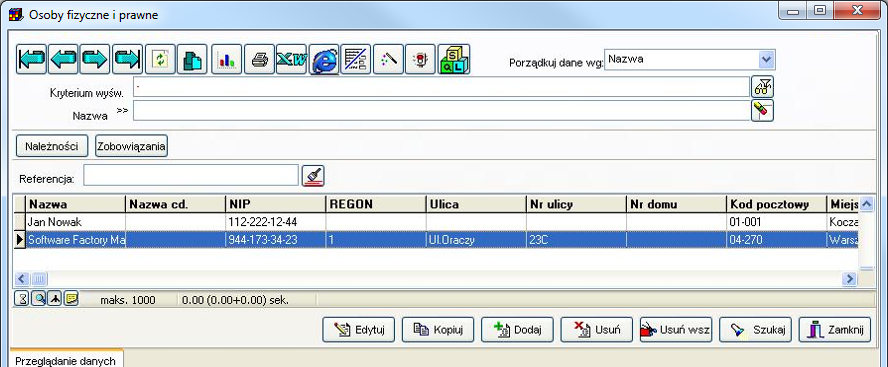 Osoby fizyczne i prawne
Porządkuj dane wg: Nazwa
Kryterium wyśw. .
Nazwa >>
Należności Zobowiązania
Referencja:
Nazwa Nazwa cd. NIP REGON Ulica Nr ulicy Nr domu Kod pocztowy Miejs
Jan Nowak 112-222-12-44 01-001 Kocza
Software Factory Ma 944-173-34-23 1 Ul.Oraczy 23C 04-270 Warsz
maks. 1000 0.00 (0.00+0.00) sek.
Edytuj Kopiuj Dodaj Usuń Usuń wsz Szukaj Zamknij
Przeglądanie danych